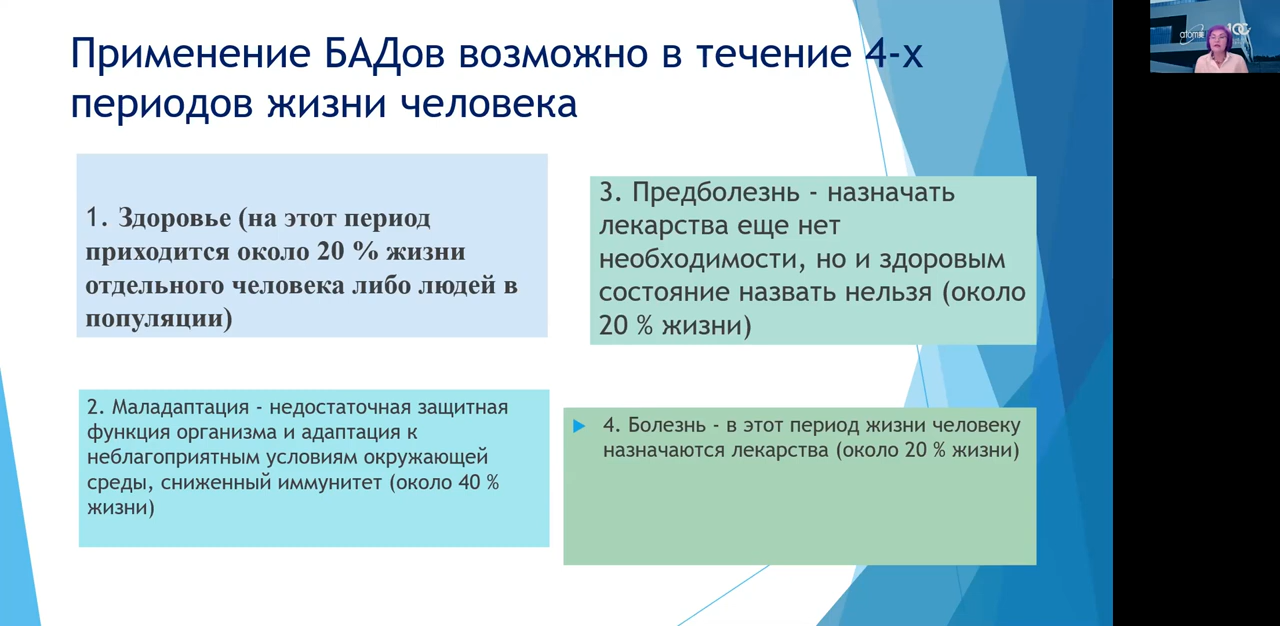 Применение БАДов возможно в течение 4-х
периодов жизни человека
1. Здоровье (на этот период
приходится около 20 % жизни
отдельного человека либо людей в
популяции)
2. Маладаптация - недостаточная защитная
функция организма и адаптация к
неблагоприятным условиям окружающей
среды, сниженный иммунитет (около 40 %
жизни)
3. Предболезнь - назначать
лекарства еще нет
необходимости, но и здоровым
состояние назвать нельзя (около
20 % жизни)
4. Болезнь - в этот период жизни человеку
назначаются лекарства (около 20 % жизни)